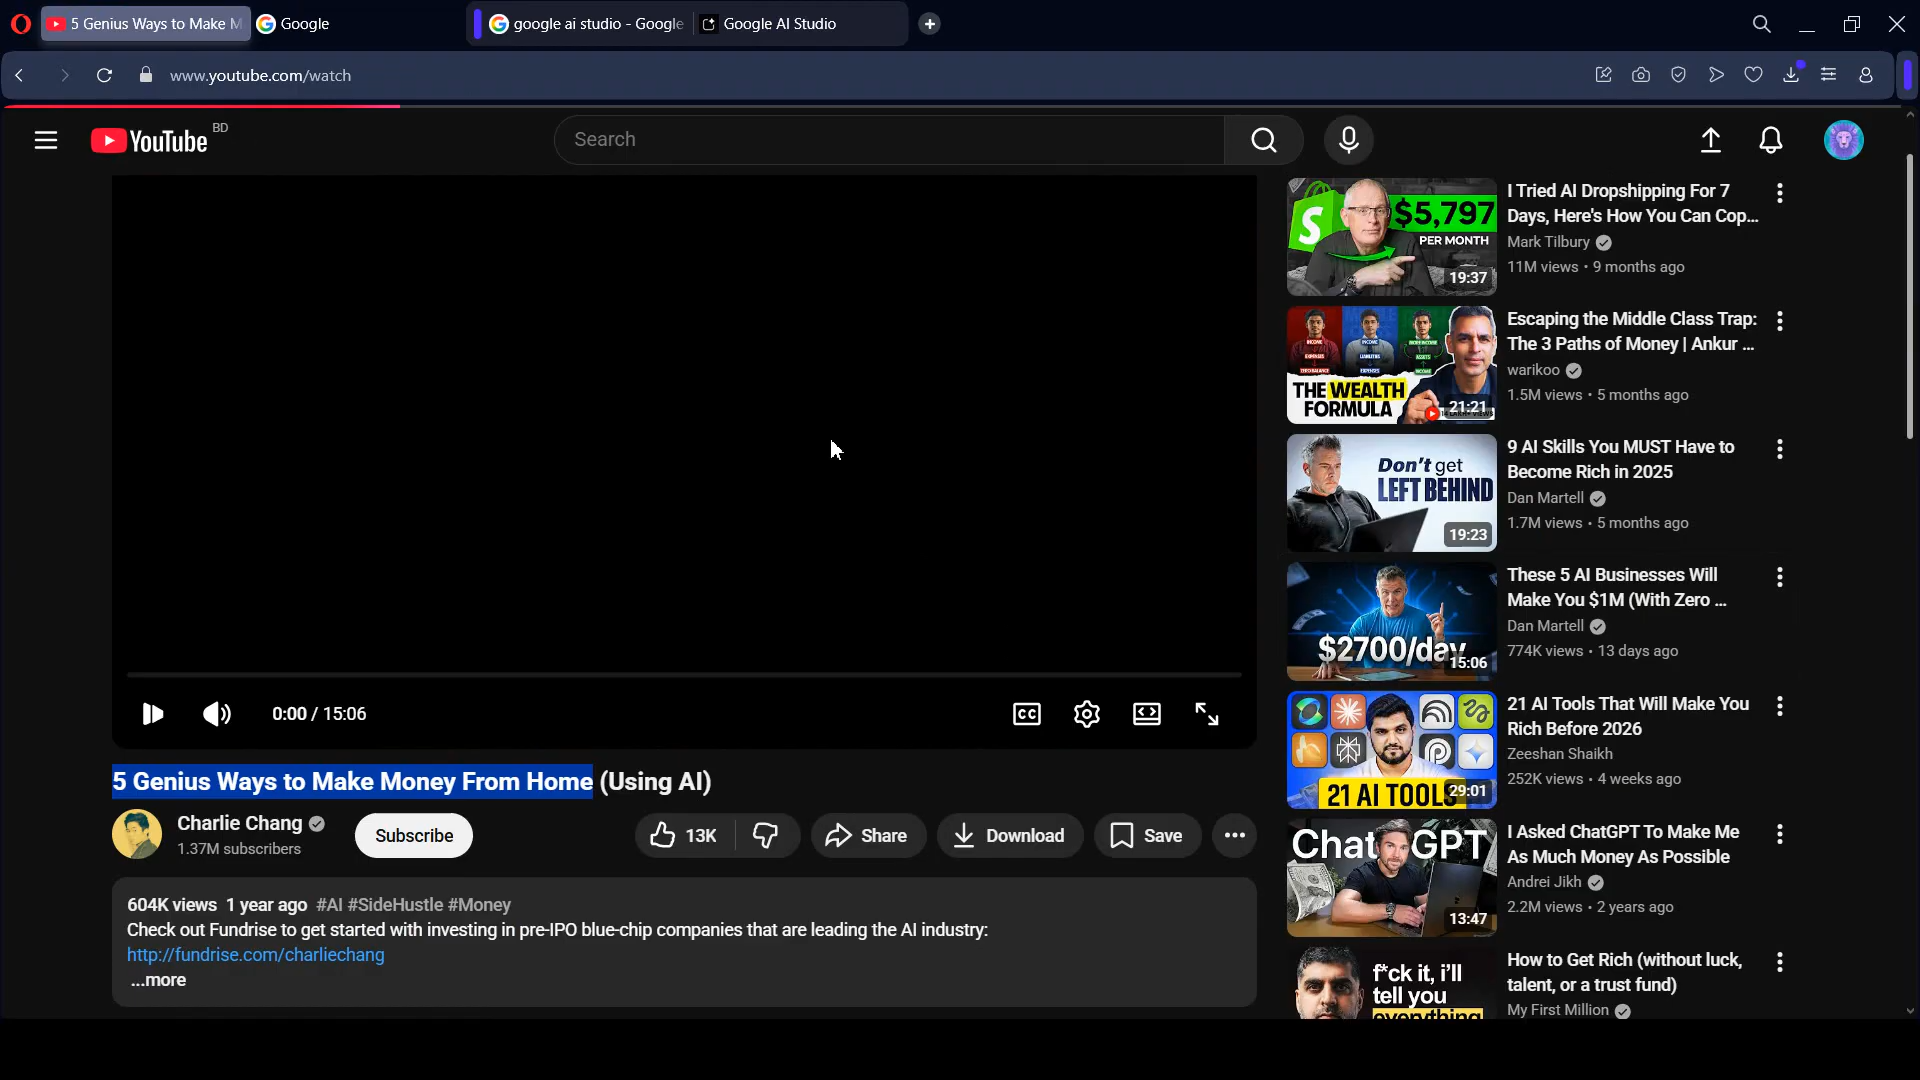 5 Genius Ways to Make M
Google
google ai studio - Google
Google AI Studio
www.youtube.com/watch
YouTube BD
Search
0:00 / 15:06
CC
5 Genius Ways to Make Money From Home (Using AI)
Charlie Chang
1.37M subscribers
Subscribe
13K
Share
Download
Save
604K views 1 year ago #AI #SideHustle #Money
Check out Fundrise to get started with investing in pre-IPO blue-chip companies that are leading the AI industry:
http://fundrise.com/charliechang
...more
$5,797
PER MONTH
19:37
I Tried AI Dropshipping For 7
Days, Here's How You Can Cop...
Mark Tilbury
11M views • 9 months ago
THE WEALTH
FORMULA
21:21
Escaping the Middle Class Trap:
The 3 Paths of Money | Ankur ...
warikoo
1.5M views • 5 months ago
Don't get
LEFT BEHIND
19:23
9 AI Skills You MUST Have to
Become Rich in 2025
Dan Martell
1.7M views • 5 months ago
$2700/day
15:06
These 5 AI Businesses Will
Make You $1M (With Zero ...
Dan Martell
774K views • 13 days ago
21 AI TOOLS
29:01
21 AI Tools That Will Make You
Rich Before 2026
Zeeshan Shaikh
252K views • 4 weeks ago
ChatGPT
13:47
I Asked ChatGPT To Make Me
As Much Money As Possible
Andrei Jikh
2.2M views • 2 years ago
f*ck it, i'll
tell you
everything
How to Get Rich (without luck,
talent, or a trust fund)
My First Million